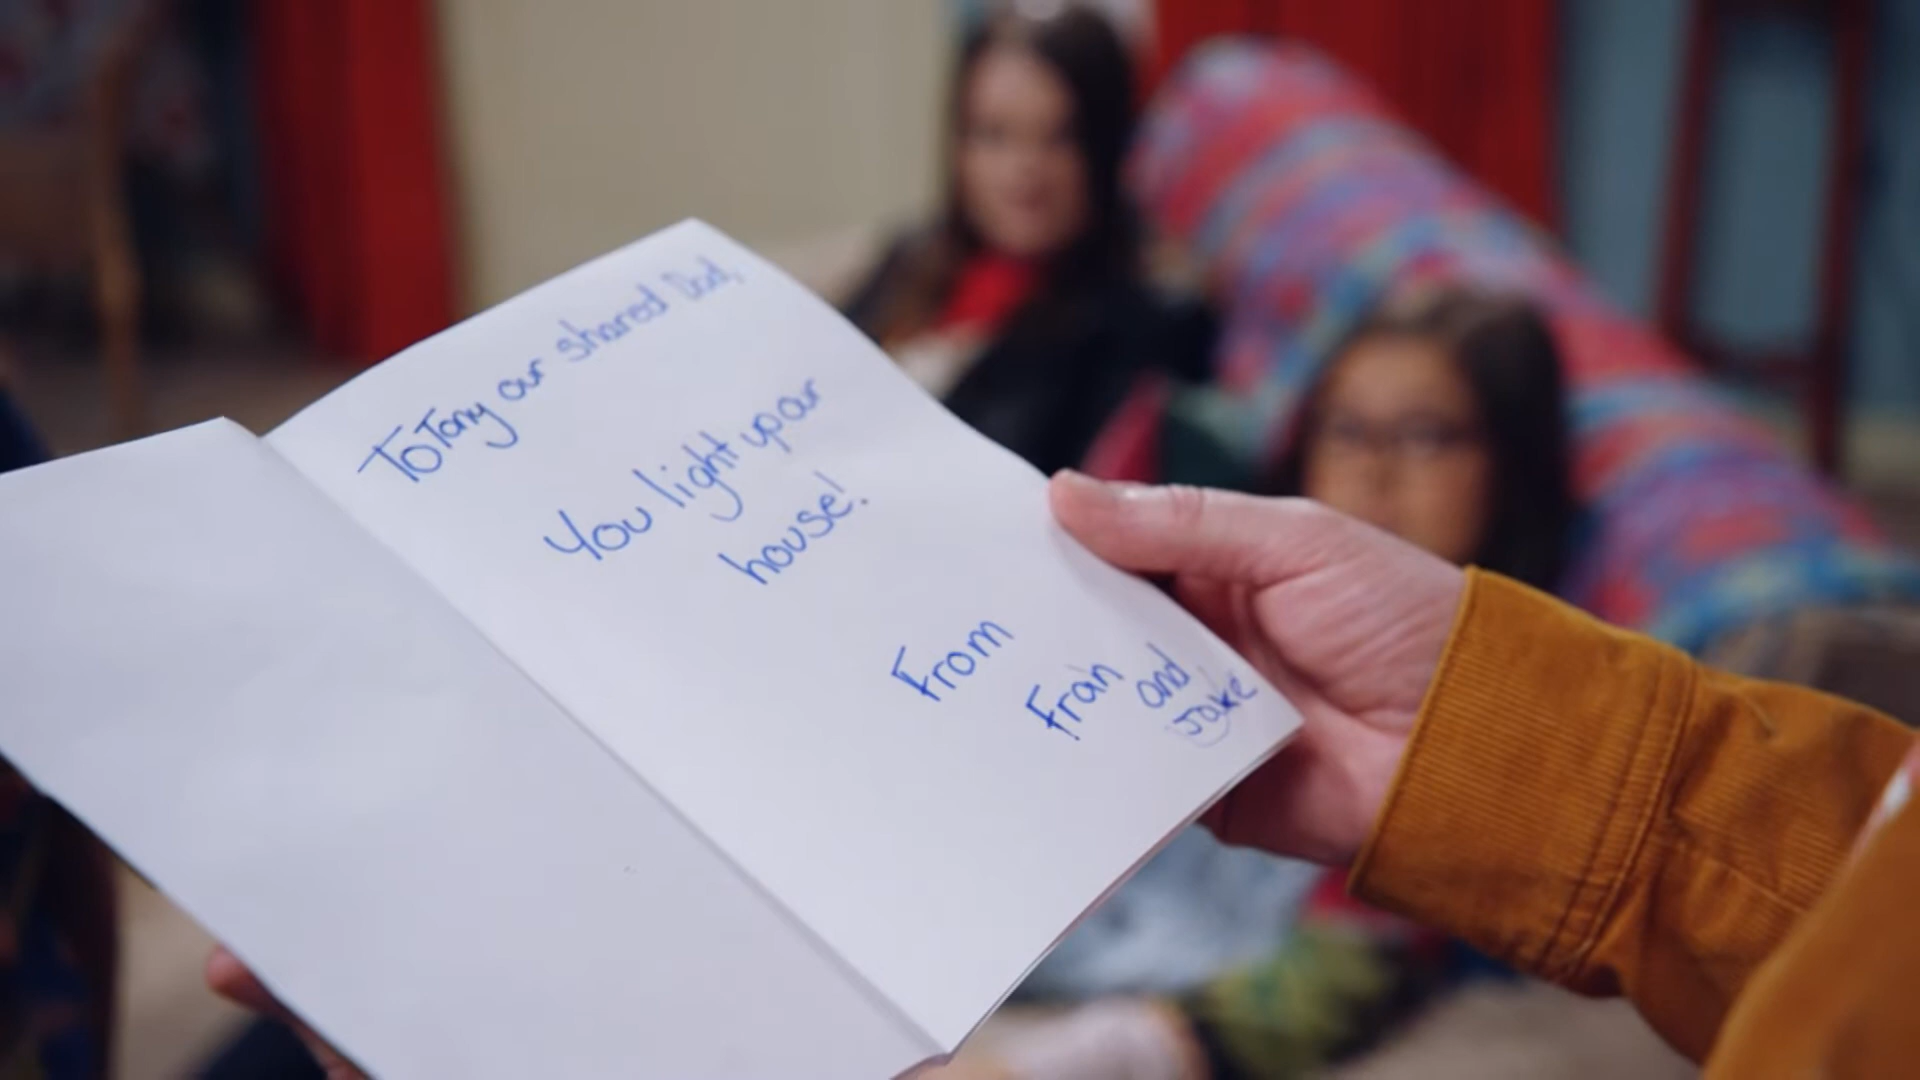 To Tony our shared Dad,
You light up our
house!
From
Fran and
Jake